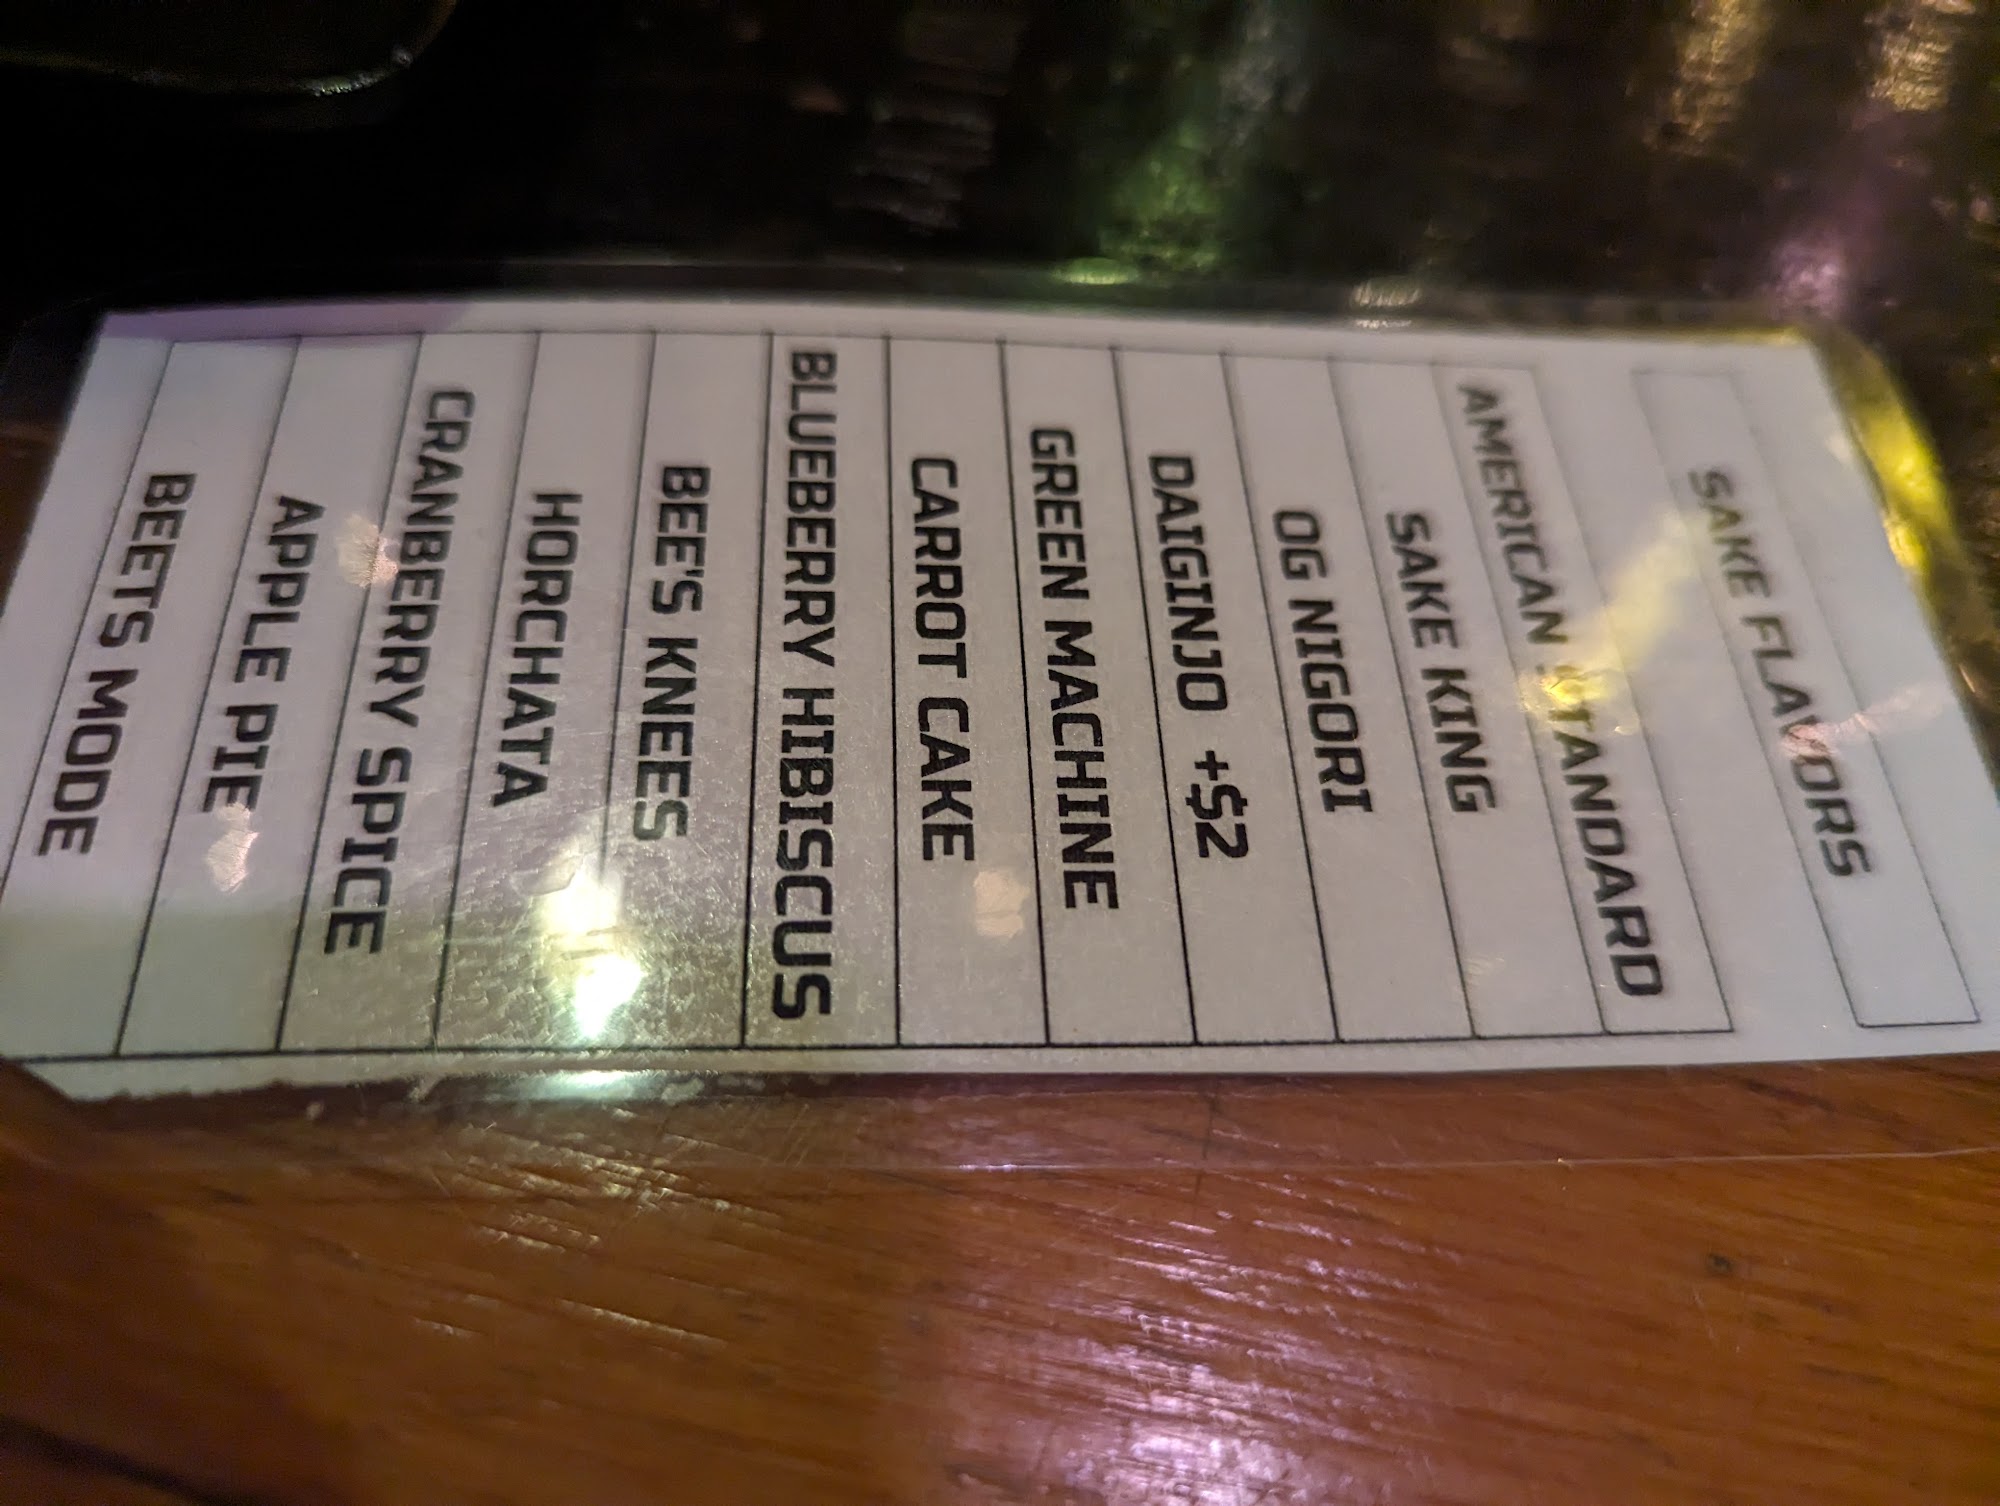 SAKE FLAVORS
AMERICAN STANDARD
SAKE KING
OG NIGORI
DAIGINJO +$2
GREEN MACHINE
CARROT CAKE
BLUEBERRY HIBISCUS
BEE'S KNEES
HORCHATA
CRANBERRY SPICE
APPLE PIE
BEETS MODE